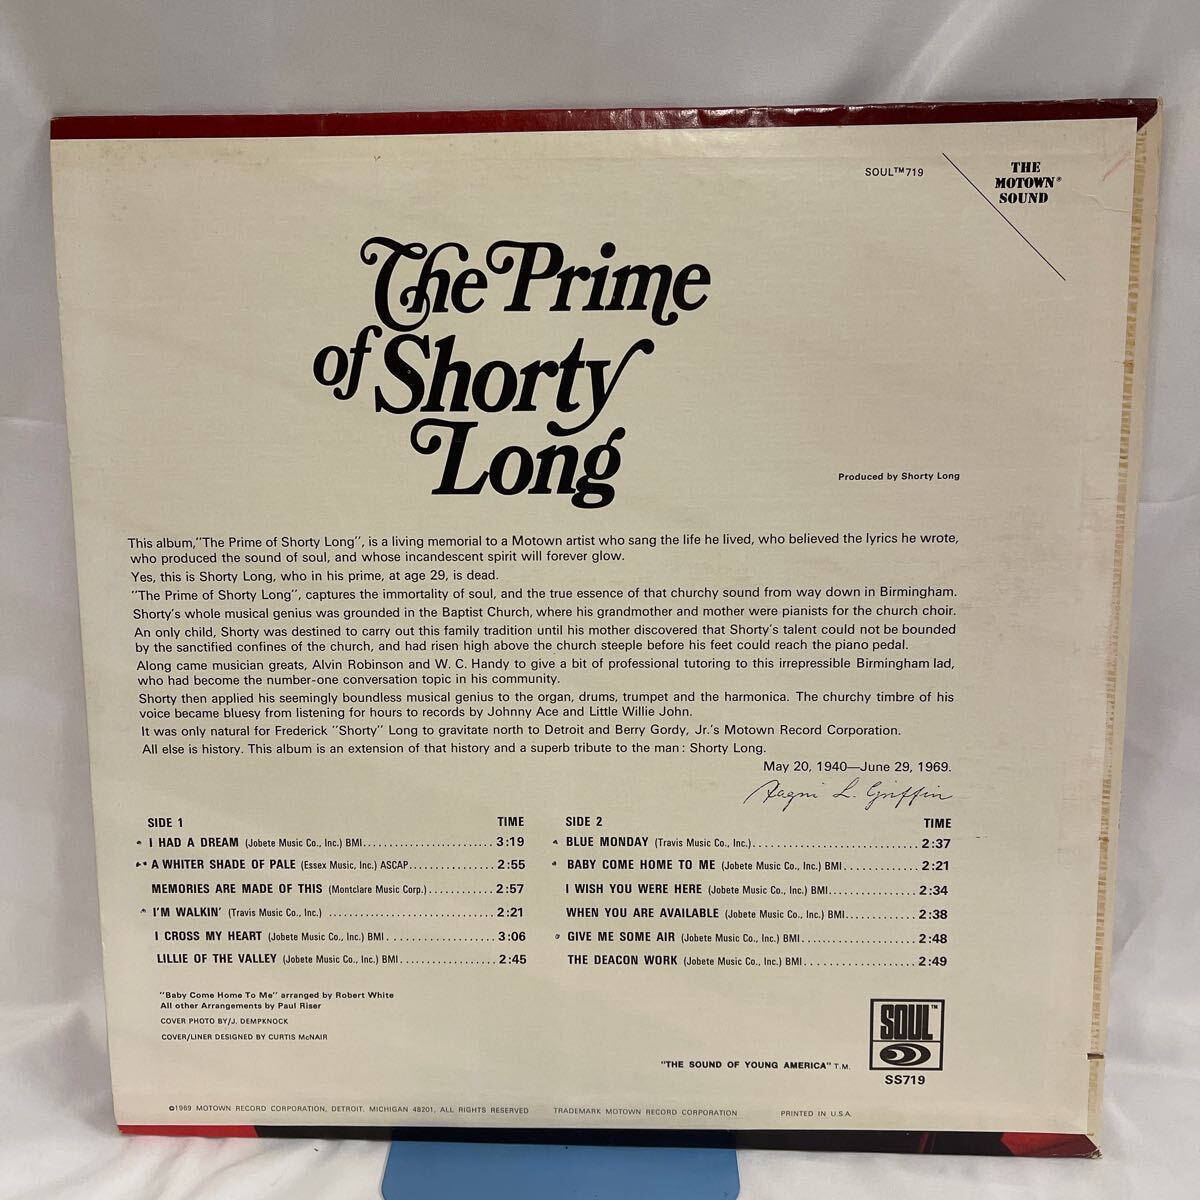 SOUL™719
THE
MOTOWN®
SOUND
The Prime
of Shorty
Long
Produced by Shorty Long
This album,"The Prime of Shorty Long", is a living memorial to a Motown artist who sang the life he lived, who believed the lyrics he wrote,
who produced the sound of soul, and whose incandescent spirit will forever glow.
Yes, this is Shorty Long, who in his prime, at age 29, is dead.
"The Prime of Shorty Long", captures the immortality of soul, and the true essence of that churchy sound from way down in Birmingham.
Shorty's whole musical genius was grounded in the Baptist Church, where his grandmother and mother were pianists for the church choir.
An only child, Shorty was destined to carry out this family tradition until his mother discovered that Shorty's talent could not be bounded
by the sanctified confines of the church, and had risen high above the church steeple before his feet could reach the piano pedal.
Along came musician greats, Alvin Robinson and W. C. Handy to give a bit of professional tutoring to this irrepressible Birmingham lad,
who had become the number-one conversation topic in his community.
Shorty then applied his seemingly boundless musical genius to the organ, drums, trumpet and the harmonica. The churchy timbre of his
voice became bluesy from listening for hours to records by Johnny Ace and Little Willie John.
It was only natural for Frederick "Shorty" Long to gravitate north to Detroit and Berry Gordy, Jr.'s Motown Record Corporation.
All else is history. This album is an extension of that history and a superb tribute to the man: Shorty Long.
May 20, 1940—June 29, 1969.
L. Griffin
SIDE 1 TIME
I HAD A DREAM (Jobete Music Co., Inc.) BMI........................3:19
A WHITER SHADE OF PALE (Essex Music, Inc.) ASCAP...............2:55
MEMORIES ARE MADE OF THIS (Montclare Music Corp.)............2:57
I'M WALKIN' (Travis Music Co., Inc.) ..............................2:21
I CROSS MY HEART (Jobete Music Co., Inc.) BMI....................3:06
LILLIE OF THE VALLEY (Jobete Music Co., Inc.) BMI.................2:45
SIDE 2 TIME
BLUE MONDAY (Travis Music Co., Inc.)..............................2:37
BABY COME HOME TO ME (Jobete Music Co., Inc.) BMI..............2:21
I WISH YOU WERE HERE (Jobete Music Co., Inc.) BMI................2:34
WHEN YOU ARE AVAILABLE (Jobete Music Co., Inc.) BMI.............2:38
GIVE ME SOME AIR (Jobete Music Co., Inc.) BMI.....................2:48
THE DEACON WORK (Jobete Music Co., Inc.) BMI....................2:49
"Baby Come Home To Me" arranged by Robert White
All other Arrangements by Paul Riser
COVER PHOTO BY/J. DEMPKNOCK
COVER/LINER DESIGNED BY CURTIS McNAIR
"THE SOUND OF YOUNG AMERICA" T.M.
SOUL™
SS719
©1969 MOTOWN RECORD CORPORATION, DETROIT, MICHIGAN 48201, ALL RIGHTS RESERVED TRADEMARK MOTOWN RECORD CORPORATION PRINTED IN U.S.A.